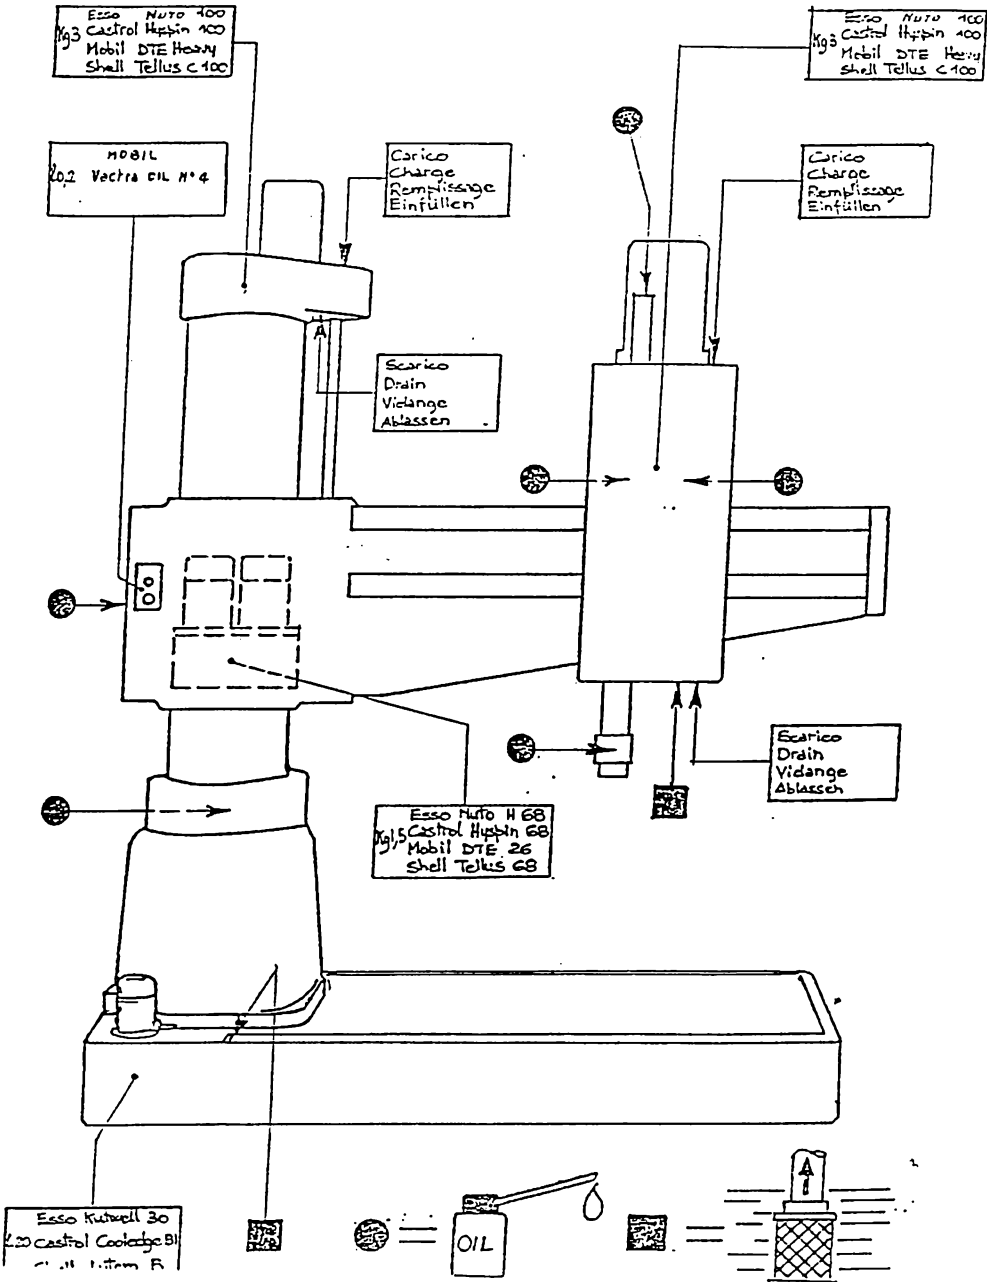 Esso Nuto 100
Kg3 Castrol Hyspin 100
Mobil DTE Heavy
Shell Tellus C 100
Esso Nuto 100
Kg3 Castrol Hyspin 100
Mobil DTE Heavy
Shell Tellus C 100
MOBIL
Vectra OIL N°4
Carico
Charge
Remplissage
Einfüllen
Carico
Charge
Remplissage
Einfüllen
Scarico
Drain
Vidange
Ablassen
Scarico
Drain
Vidange
Ablassen
Esso Nuto H 68
Kg1,5 Castrol Hyspin 68
Mobil DTE 26
Shell Tellus 68
Esso Kutwell 30
L20 Castrol Cooledge BI
OIL